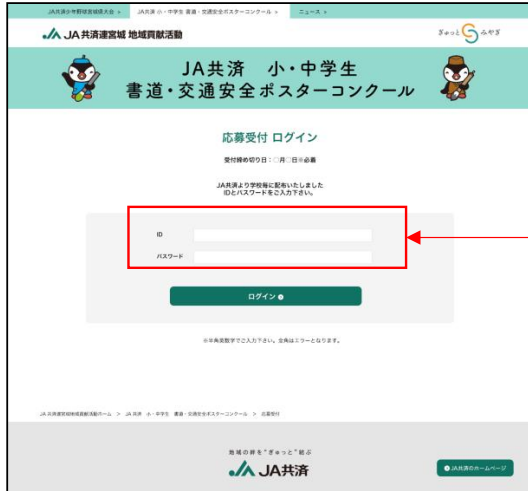 JA共済少年野球宮城県大会
JA共済 小・中学生 書道・交通安全ポスターコンクール
ニュース
JA共済連宮城 地域貢献活動
ぎゅっと みやぎ
JA共済 小・中学生
書道・交通安全ポスターコンクール
応募受付 ログイン
受付締め切り日：○月○日※必着
JA共済より学校毎に配布いたしました
IDとパスワードをご入力下さい。
ID
パスワード
ログイン
※半角英数字でご入力下さい。全角はエラーとなります。
JA共済連宮城地域貢献活動ホーム > JA共済 小・中学生 書道・交通安全ポスターコンクール > 応募受付
地域の絆を"ぎゅっと"結ぶ
JA共済
JA共済のホームページ